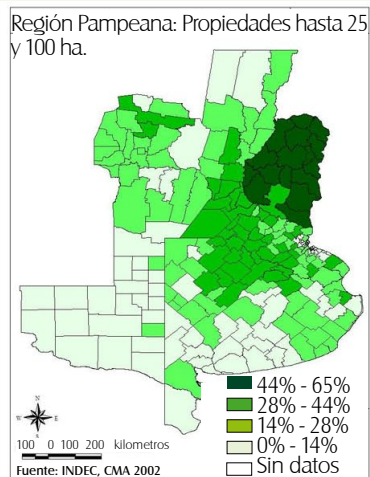 Región Pampeana: Propiedades hasta 25
y 100 ha.
44% - 65%
28% - 44%
14% - 28%
0% - 14%
Sin datos
N
W E
S
100 0 100 200 kilometros
Fuente: INDEC, CMA 2002